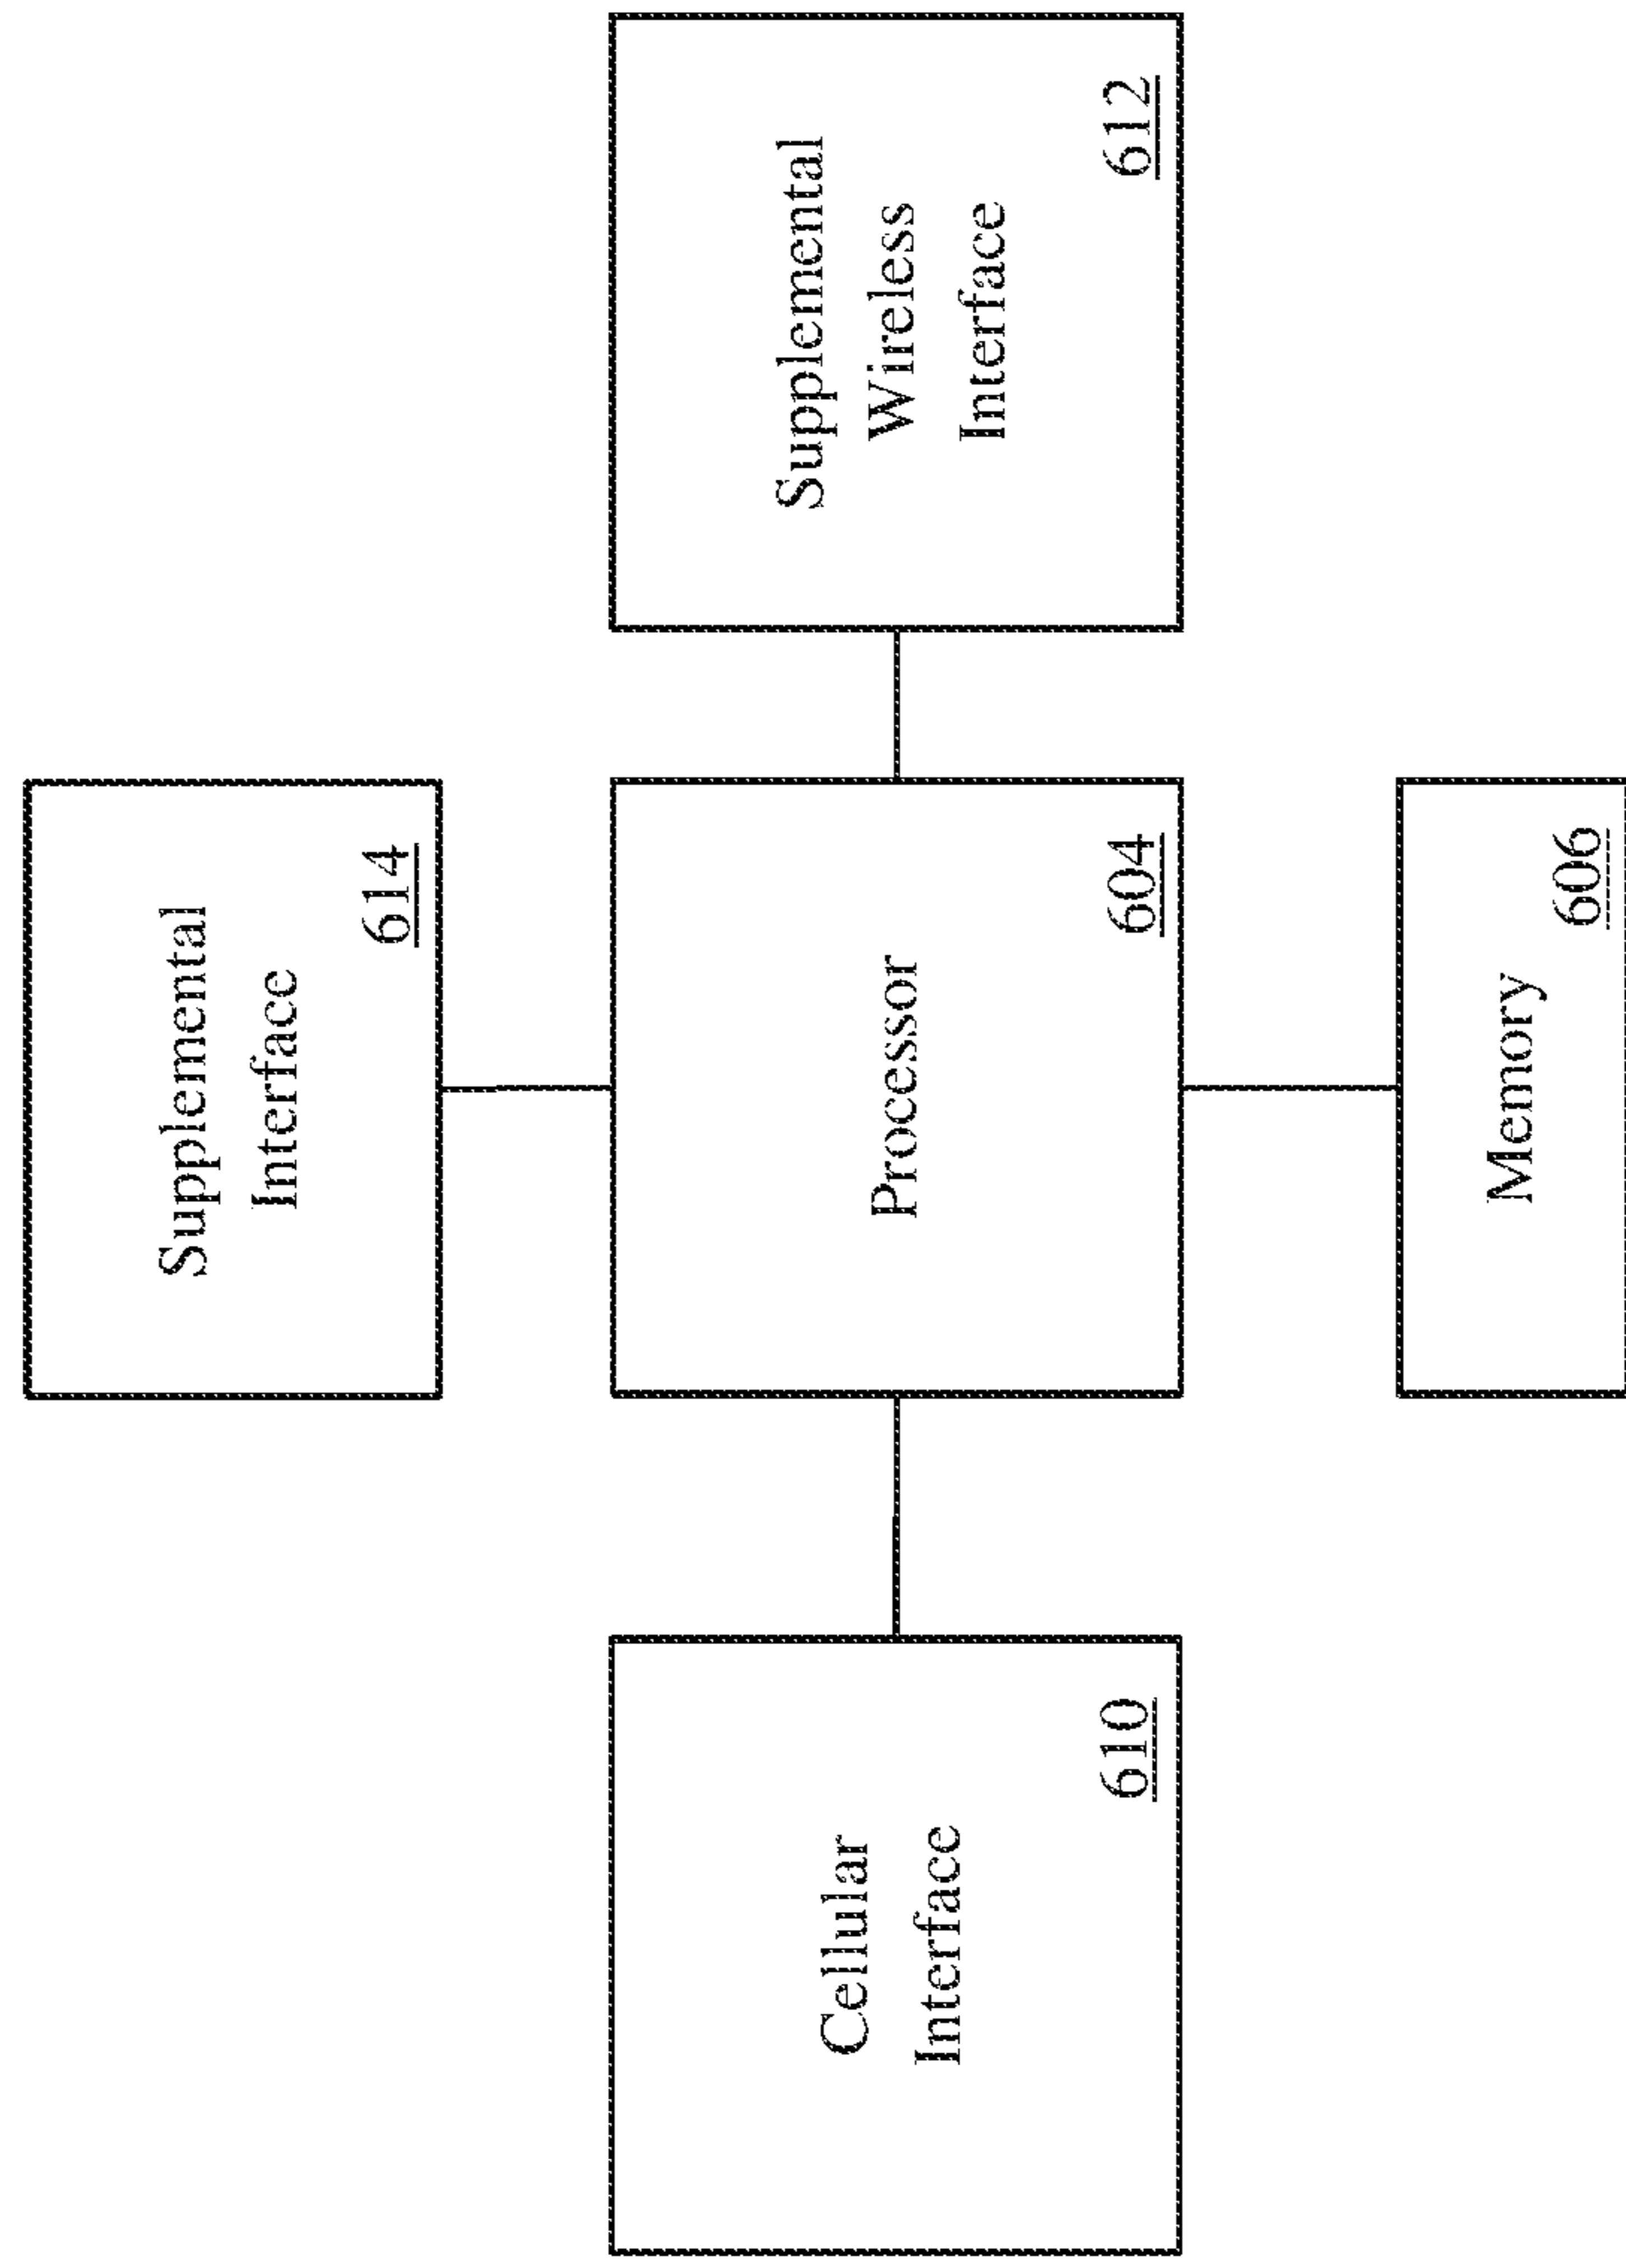 Supplemental
Interface
614
Cellular
Interface
610
Processor
604
Supplemental
Wireless
Interface
612
Memory
606